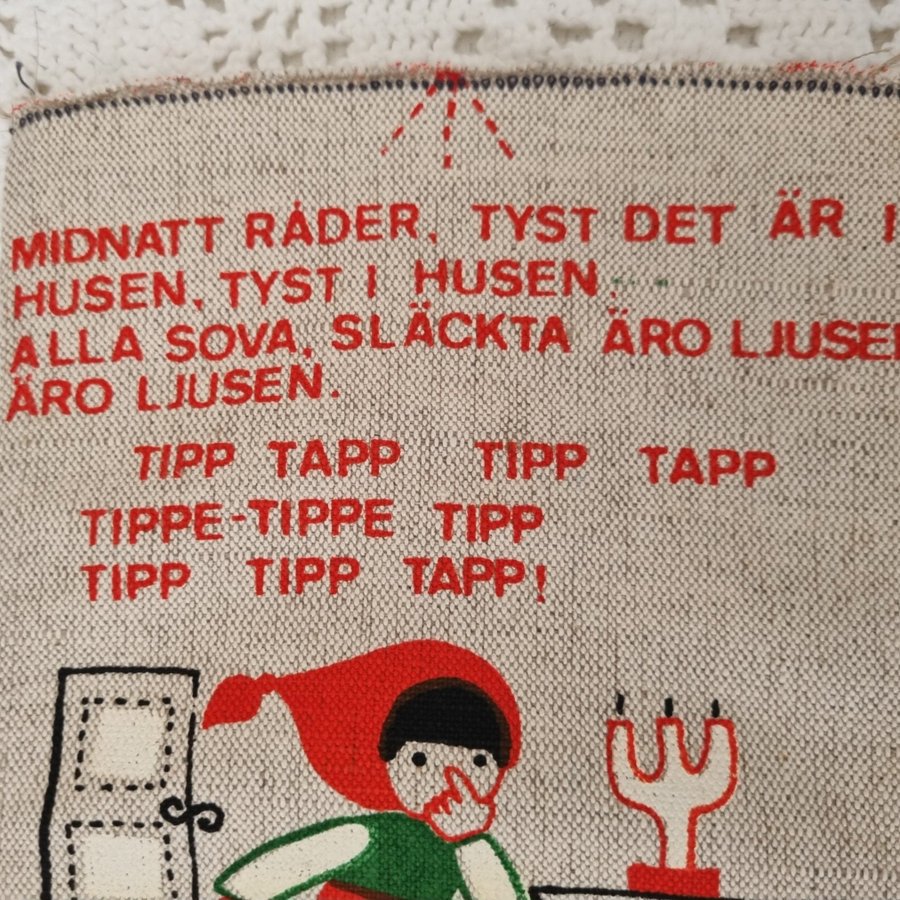 MIDNATT RÅDER, TYST DET ÄR I
HUSEN, TYST I HUSEN.
ALLA SOVA, SLÄCKTA ÄRO LJUSEN
ÄRO LJUSEN.
TIPP TAPP TIPP TAPP
TIPPE-TIPPE TIPP
TIPP TIPP TAPP!